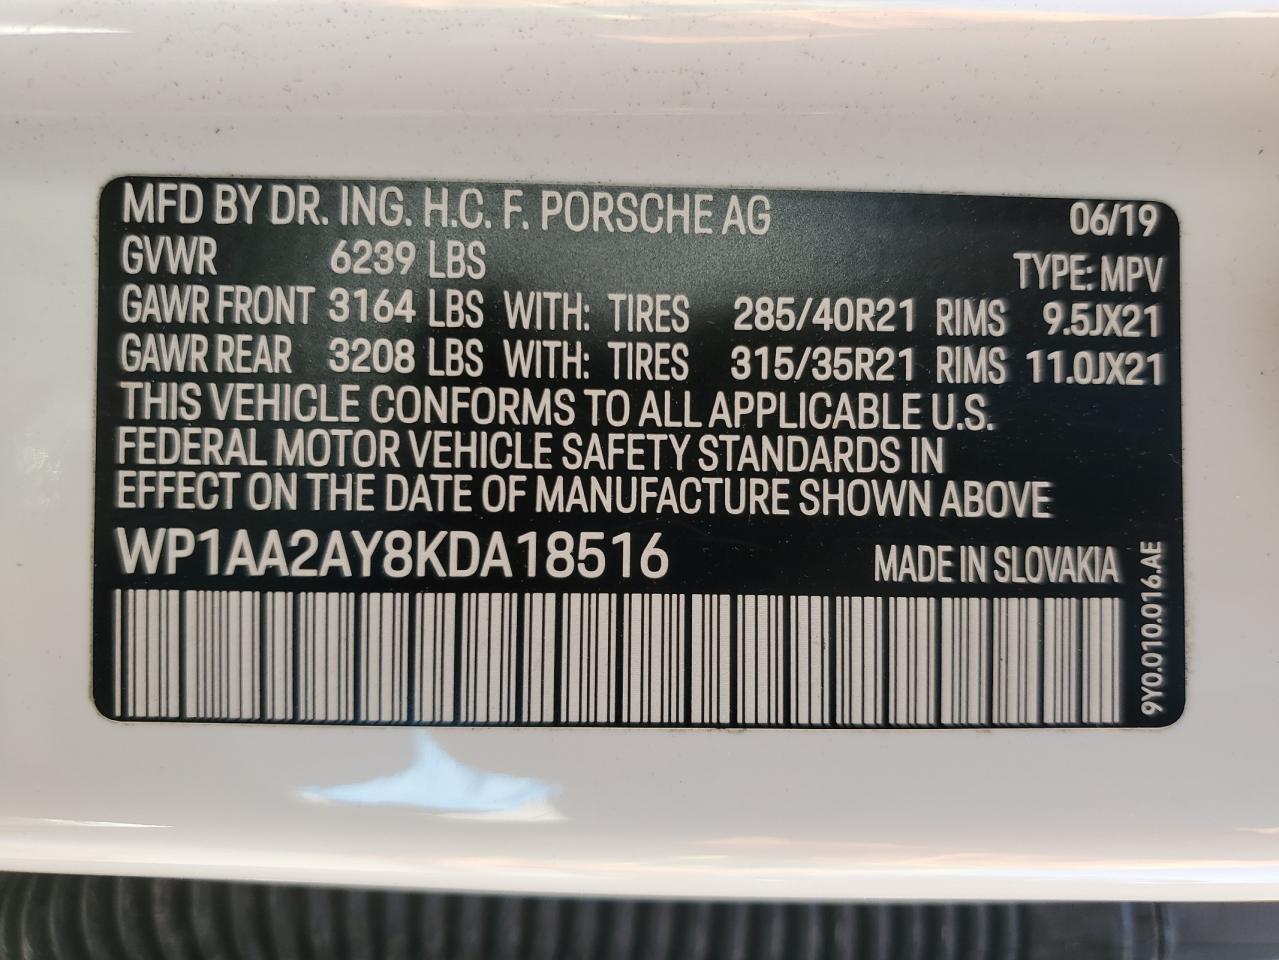 MFD BY DR. ING. H.C. F. PORSCHE AG 06/19
GVWR 6239 LBS TYPE: MPV
GAWR FRONT 3164 LBS WITH: TIRES 285/40R21 RIMS 9.5JX21
GAWR REAR 3208 LBS WITH: TIRES 315/35R21 RIMS 11.0JX21
THIS VEHICLE CONFORMS TO ALL APPLICABLE U.S.
FEDERAL MOTOR VEHICLE SAFETY STANDARDS IN
EFFECT ON THE DATE OF MANUFACTURE SHOWN ABOVE
WP1AA2AY8KDA18516 MADE IN SLOVAKIA
9Y0.010.016.AE